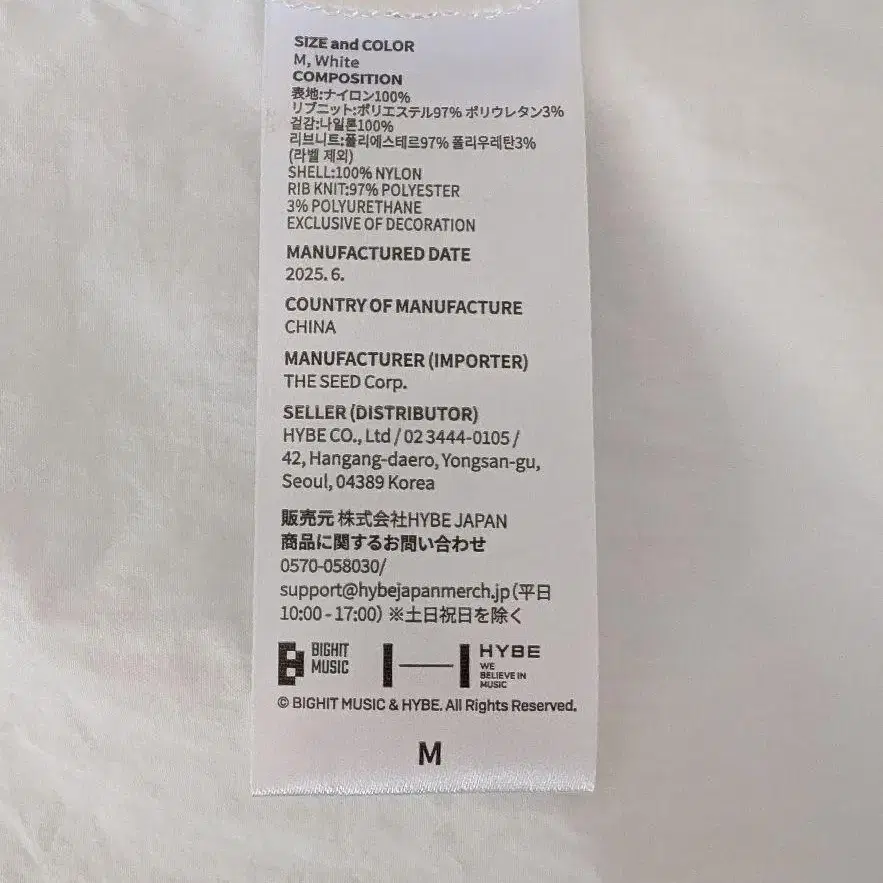 SIZE and COLOR
M, White
COMPOSITION
表地:ナイロン100%
リブニット:ポリエステル97% ポリウレタン3%
겉감:나일론100%
리브니트:폴리에스테르97% 폴리우레탄3%
(라벨 제외)
SHELL:100% NYLON
RIB KNIT:97% POLYESTER
3% POLYURETHANE
EXCLUSIVE OF DECORATION
MANUFACTURED DATE
2025. 6.
COUNTRY OF MANUFACTURE
CHINA
MANUFACTURER (IMPORTER)
THE SEED Corp.
SELLER (DISTRIBUTOR)
HYBE CO., Ltd / 02 3444-0105 /
42, Hangang-daero, Yongsan-gu,
Seoul, 04389 Korea
販売元 株式会社HYBE JAPAN
商品に関するお問い合わせ
0570-058030/
support@hybejapanmerch.jp (平日
10:00 - 17:00) ※土日祝日を除く
BIGHIT
MUSIC
HYBE
WE
BELIEVE IN
MUSIC
© BIGHIT MUSIC & HYBE. All Rights Reserved.
M